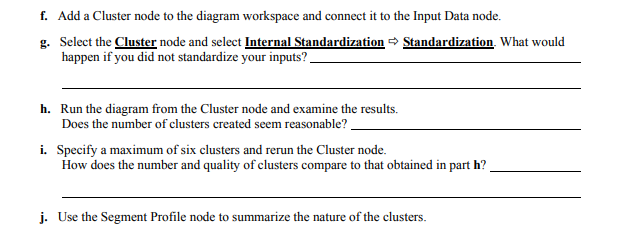 f. Add a Cluster node to the diagram workspace and connect it to the Input Data node.
g. Select the Cluster node and select Internal Standardization ⇨ Standardization. What would
happen if you did not standardize your inputs?
h. Run the diagram from the Cluster node and examine the results.
Does the number of clusters created seem reasonable?
i. Specify a maximum of six clusters and rerun the Cluster node.
How does the number and quality of clusters compare to that obtained in part h?
j. Use the Segment Profile node to summarize the nature of the clusters.